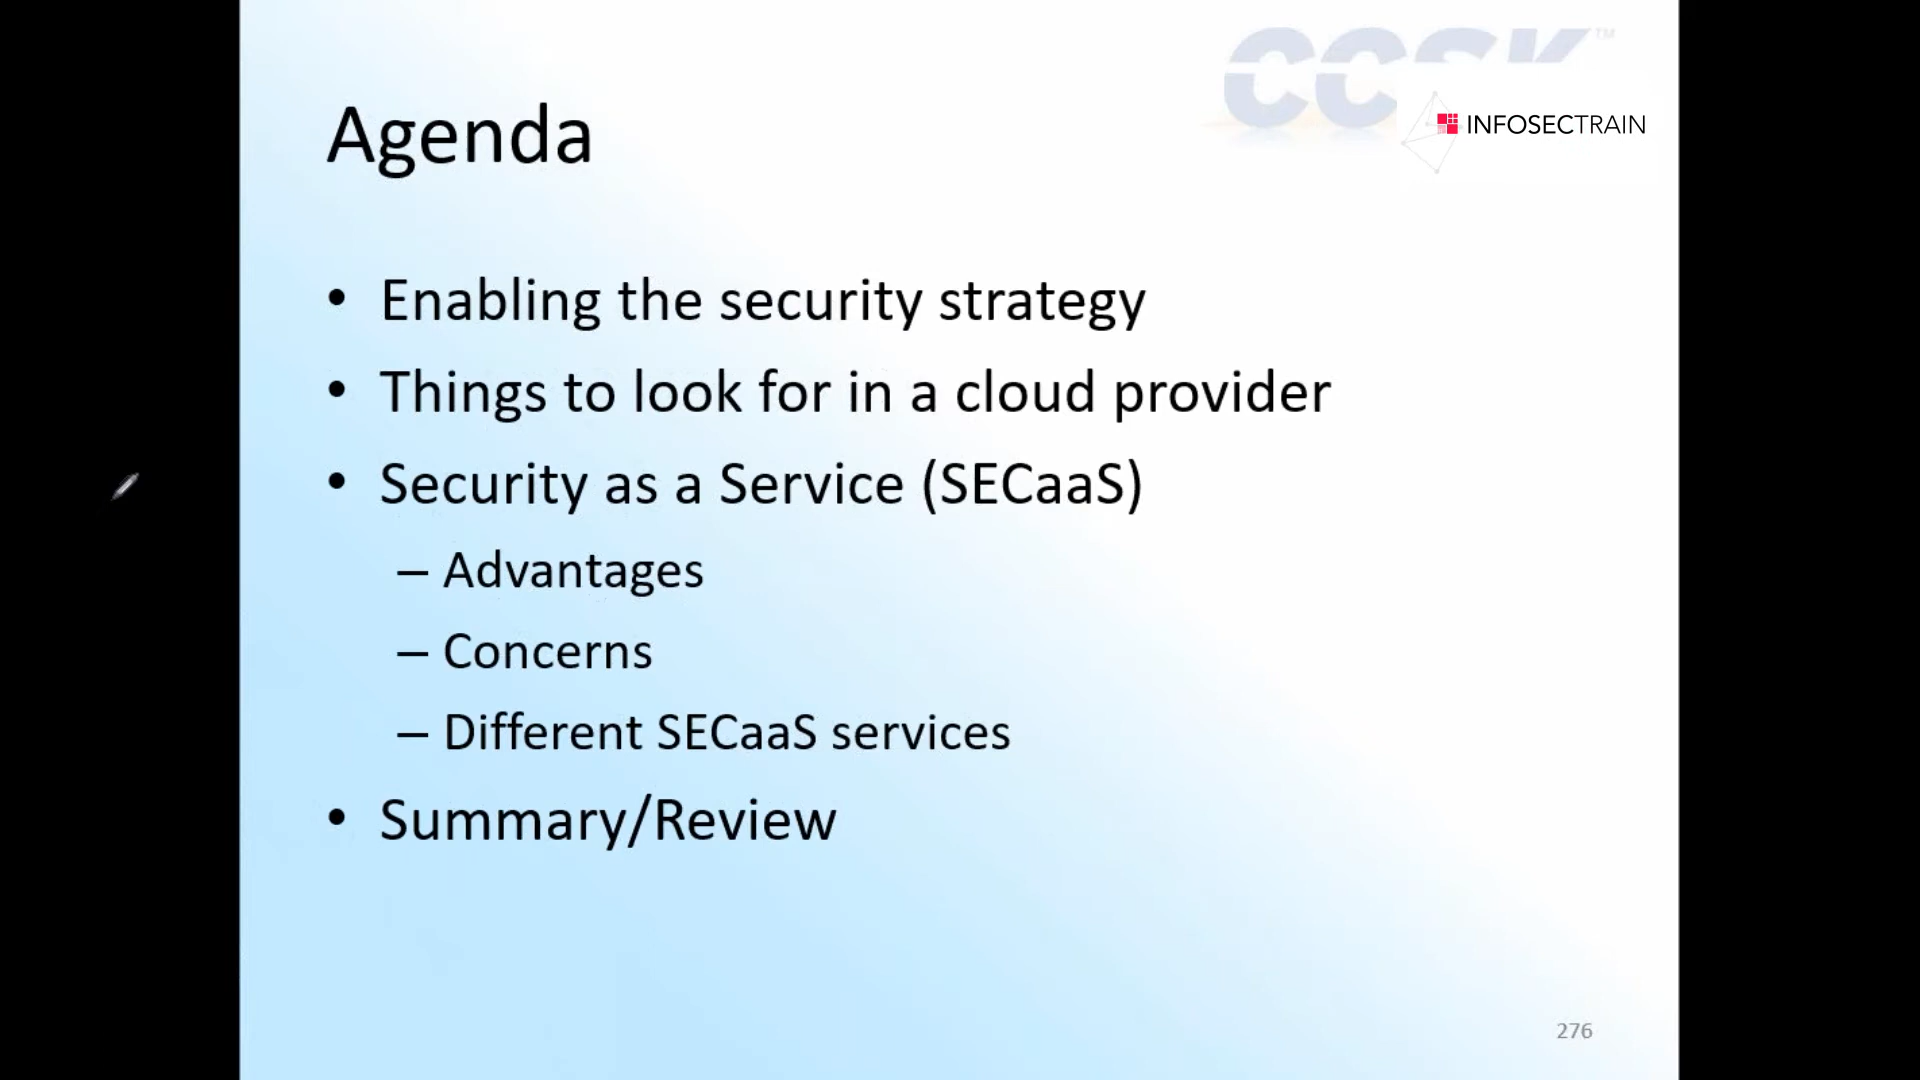 CCSK™
INFOSECTRAIN
Agenda
• Enabling the security strategy
• Things to look for in a cloud provider
• Security as a Service (SECaaS)
– Advantages
– Concerns
– Different SECaaS services
• Summary/Review
276